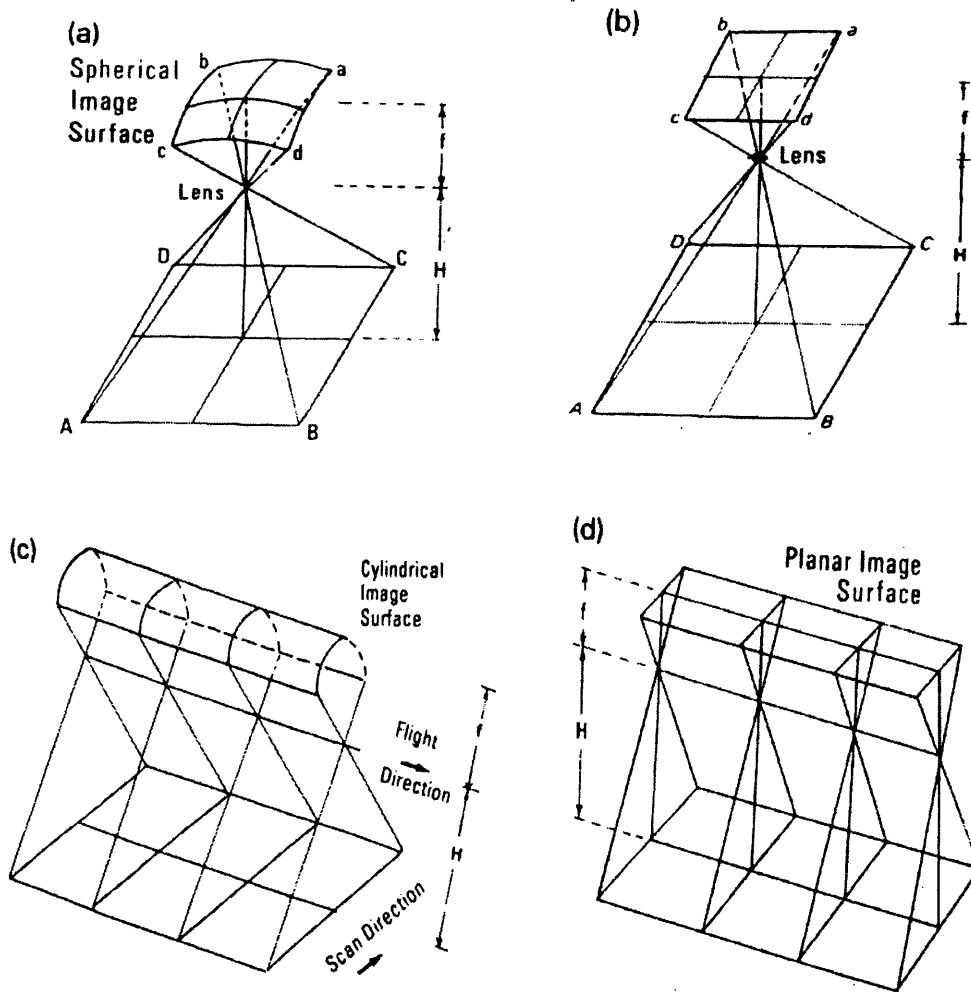 (a)
Spherical
Image
Surface
b
a
c
d
f
Lens
H
D
C
A
B
(b)
b
a
c
d
f
Lens
H
D
C
A
B
(c)
Cylindrical
Image
Surface
f
Flight
Direction
H
Scan Direction
(d)
Planar Image
Surface
f
H